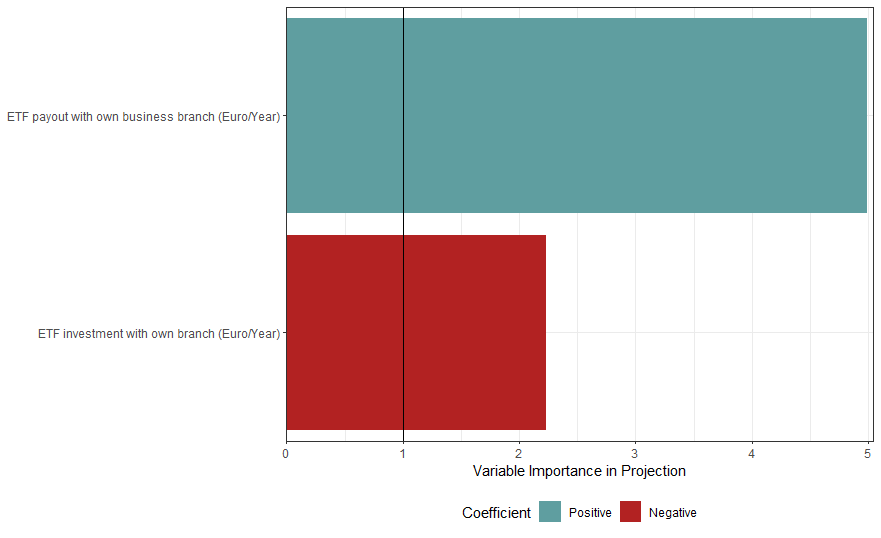 ETF payout with own business branch (Euro/Year)
ETF investment with own branch (Euro/Year)
0 1 2 3 4 5
Variable Importance in Projection
Coefficient Positive Negative